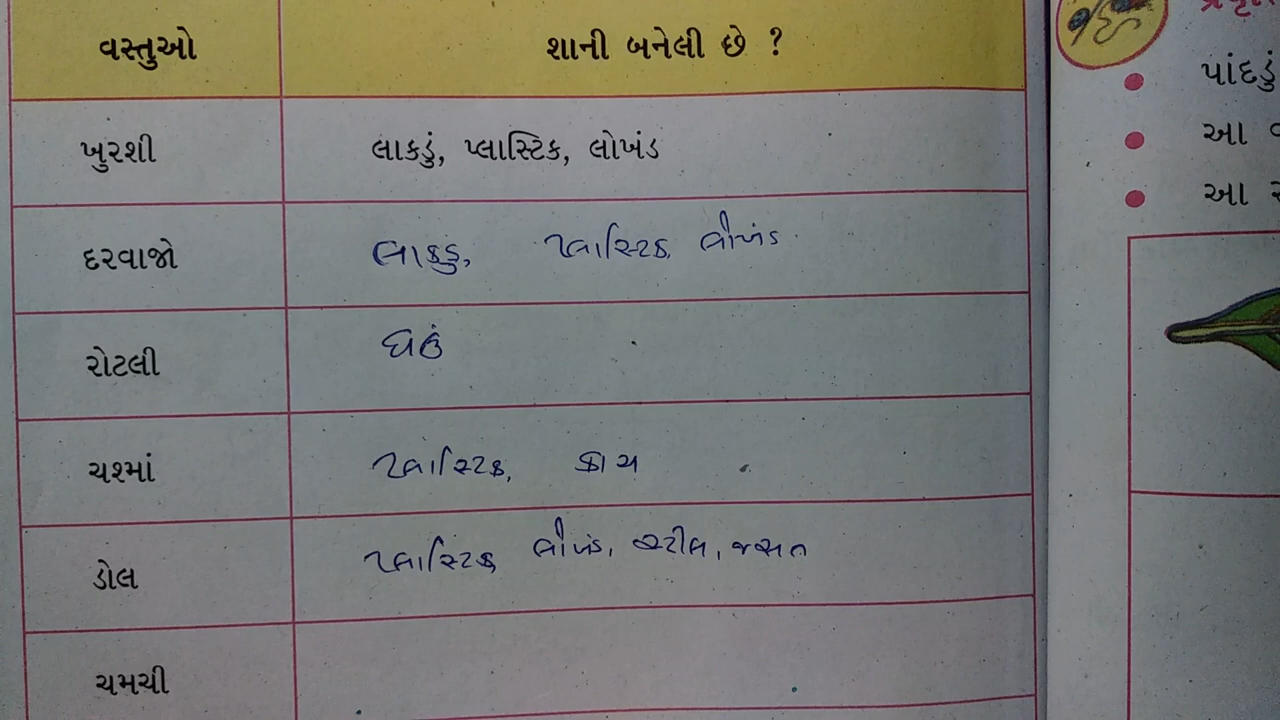 વસ્તુઓ શાની બનેલી છે ?
ખુરશી લાકડું, પ્લાસ્ટિક, લોખંડ
દરવાજો લાકડુ, પ્લાસ્ટિક, લોખંડ.
રોટલી ઘઉં
ચશ્માં પ્લાસ્ટિક, કાચ
ડોલ પ્લાસ્ટિક લોખંડ, સ્ટીલ, જસત
ચમચી
પાંદડું
આ
આ